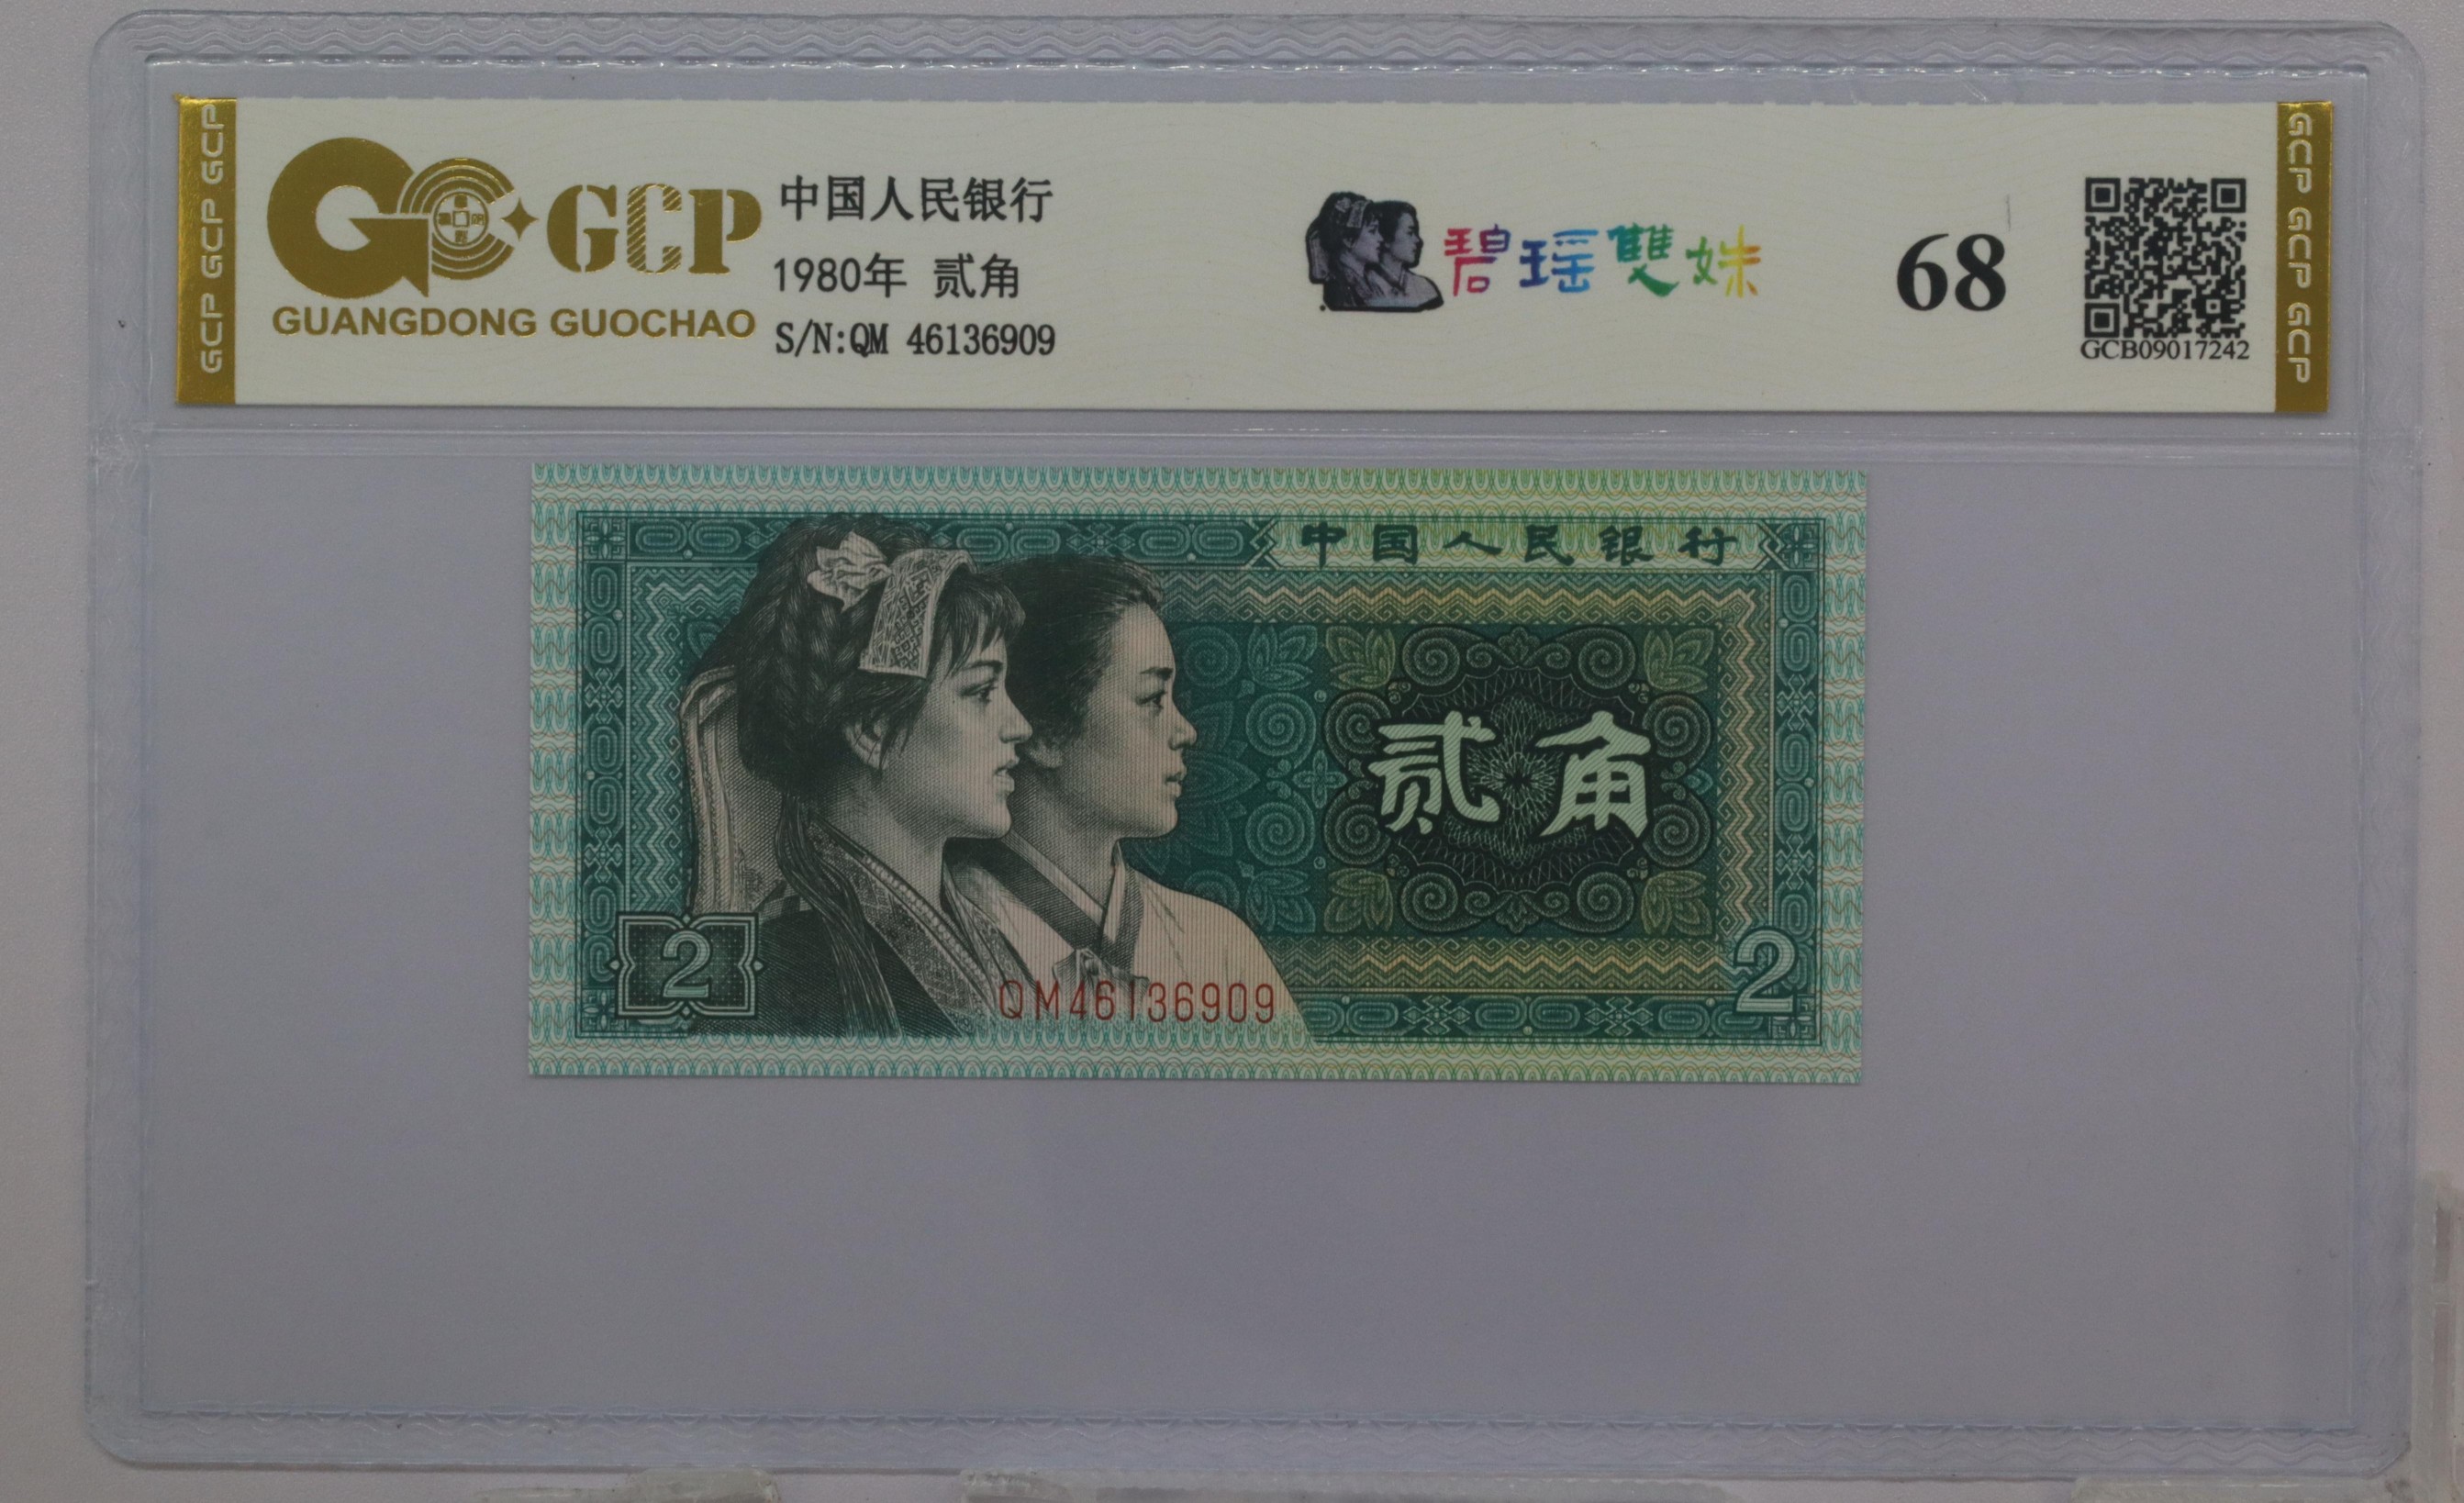 GCP GCP GCP
GCP
GUANGDONG GUOCHAO
中国人民银行
1980年 贰角
S/N:QM 46136909
碧瑶雙姝
68
GCB09017242
GCP GCP GCP
中国人民银行
贰角
2
QM46136909
2